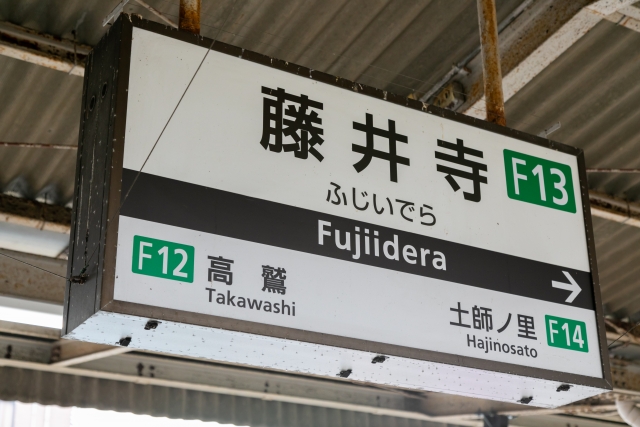 藤井寺 F13
ふじいでら
Fujiidera
→
F12 高鷲
Takawashi
土師ノ里 F14
Hajinosato